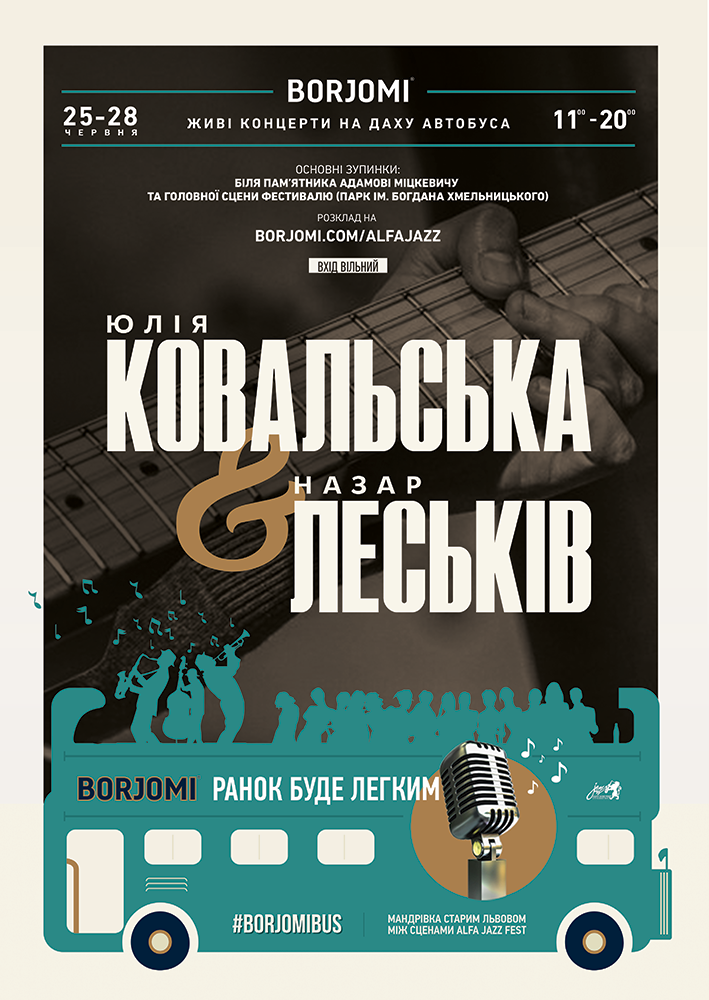 BORJOMI
25-28
ЧЕРВНЯ
ЖИВІ КОНЦЕРТИ НА ДАХУ АВТОБУСА
11⁰⁰ - 20⁰⁰
ОСНОВНІ ЗУПИНКИ:
БІЛЯ ПАМ'ЯТНИКА АДАМОВІ МІЦКЕВИЧУ
ТА ГОЛОВНОЇ СЦЕНИ ФЕСТИВАЛЮ (ПАРК ІМ. БОГДАНА ХМЕЛЬНИЦЬКОГО)
РОЗКЛАД НА
BORJOMI.COM/ALFAJAZZ
ВХІД ВІЛЬНИЙ
ЮЛІЯ
КОВАЛЬСЬКА
&
НАЗАР
ЛЕСЬКІВ
BORJOMI РАНОК БУДЕ ЛЕГКИМ
#BORJOMIBUS
МАНДРІВКА СТАРИМ ЛЬВОВОМ
МІЖ СЦЕНАМИ ALFA JAZZ FEST